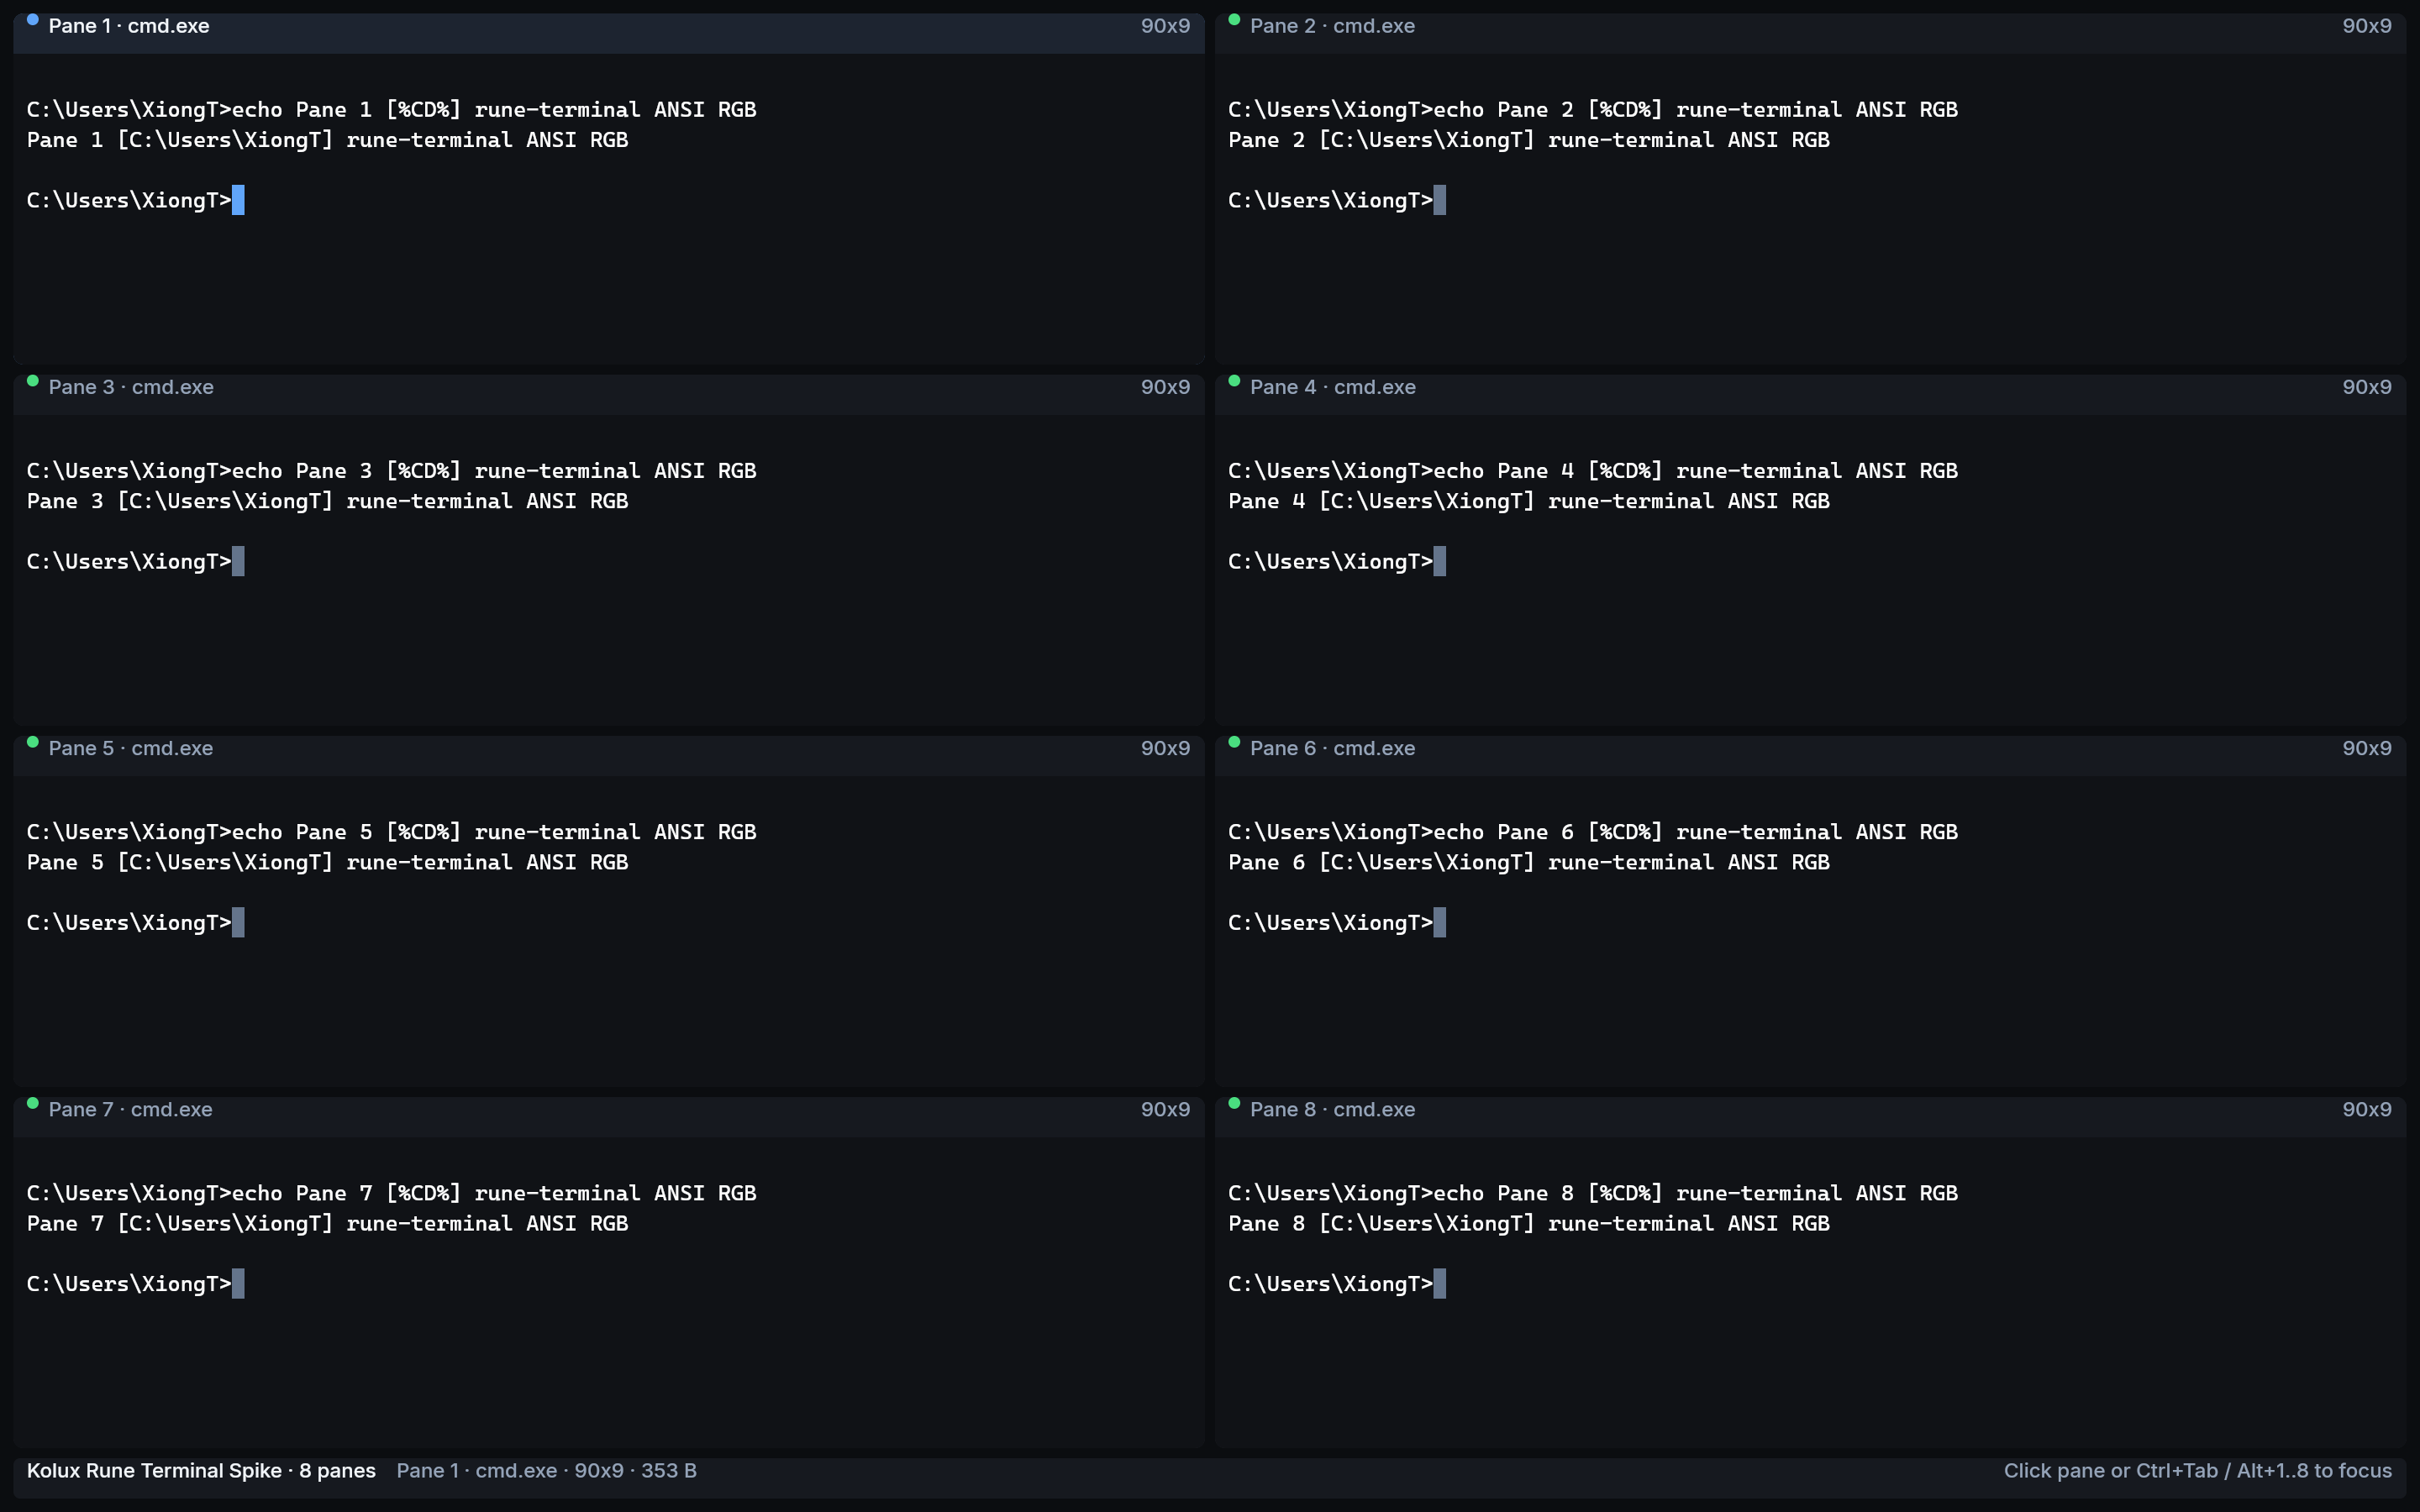 Pane 1 · cmd.exe 90x9
C:\Users\XiongT>echo Pane 1 [%CD%] rune-terminal ANSI RGB
Pane 1 [C:\Users\XiongT] rune-terminal ANSI RGB
C:\Users\XiongT>
Pane 2 · cmd.exe 90x9
C:\Users\XiongT>echo Pane 2 [%CD%] rune-terminal ANSI RGB
Pane 2 [C:\Users\XiongT] rune-terminal ANSI RGB
C:\Users\XiongT>
Pane 3 · cmd.exe 90x9
C:\Users\XiongT>echo Pane 3 [%CD%] rune-terminal ANSI RGB
Pane 3 [C:\Users\XiongT] rune-terminal ANSI RGB
C:\Users\XiongT>
Pane 4 · cmd.exe 90x9
C:\Users\XiongT>echo Pane 4 [%CD%] rune-terminal ANSI RGB
Pane 4 [C:\Users\XiongT] rune-terminal ANSI RGB
C:\Users\XiongT>
Pane 5 · cmd.exe 90x9
C:\Users\XiongT>echo Pane 5 [%CD%] rune-terminal ANSI RGB
Pane 5 [C:\Users\XiongT] rune-terminal ANSI RGB
C:\Users\XiongT>
Pane 6 · cmd.exe 90x9
C:\Users\XiongT>echo Pane 6 [%CD%] rune-terminal ANSI RGB
Pane 6 [C:\Users\XiongT] rune-terminal ANSI RGB
C:\Users\XiongT>
Pane 7 · cmd.exe 90x9
C:\Users\XiongT>echo Pane 7 [%CD%] rune-terminal ANSI RGB
Pane 7 [C:\Users\XiongT] rune-terminal ANSI RGB
C:\Users\XiongT>
Pane 8 · cmd.exe 90x9
C:\Users\XiongT>echo Pane 8 [%CD%] rune-terminal ANSI RGB
Pane 8 [C:\Users\XiongT] rune-terminal ANSI RGB
C:\Users\XiongT>
Kolux Rune Terminal Spike · 8 panes Pane 1 · cmd.exe · 90x9 · 353 B Click pane or Ctrl+Tab / Alt+1..8 to focus